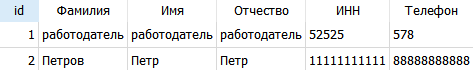 id Фамилия Имя Отчество ИНН Телефон
1 работодатель работодатель работодатель 52525 578
2 Петров Петр Петр 11111111111 88888888888